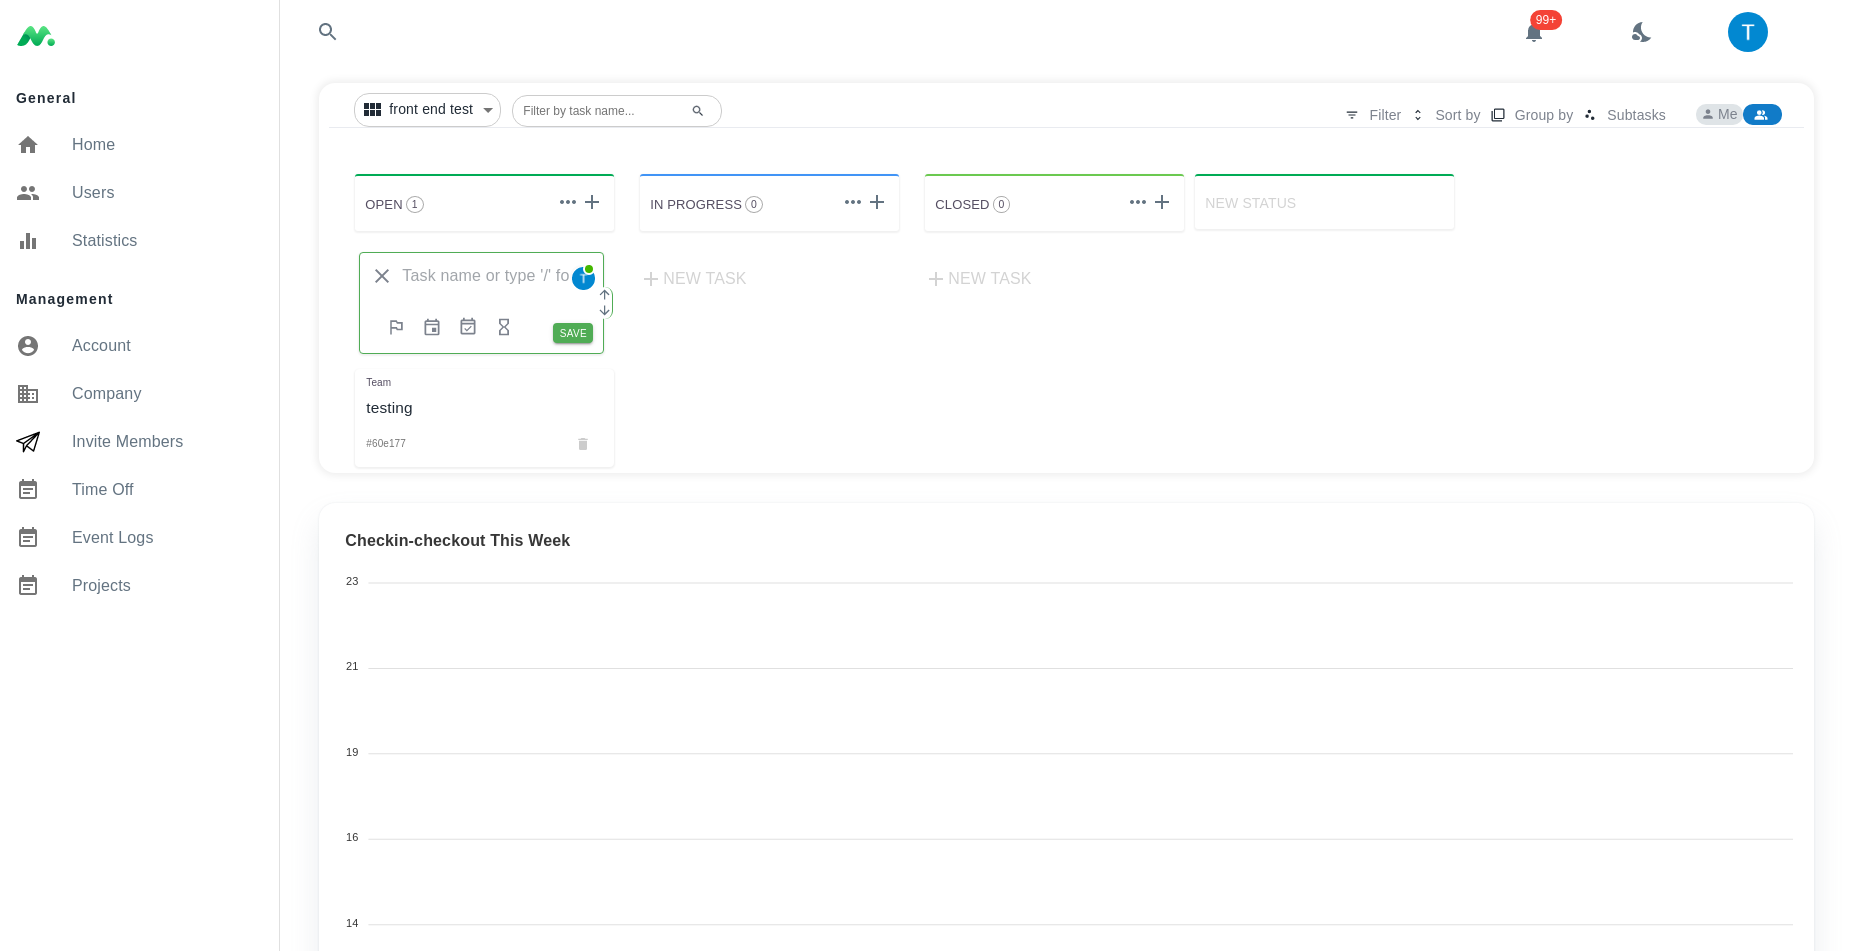 General
Home
Users
Statistics
Management
Account
Company
Invite Members
Time Off
Event Logs
Projects
99+
T
front end test
Filter by task name...
Filter
Sort by
Group by
Subtasks
Me
OPEN 1
IN PROGRESS 0
CLOSED 0
NEW STATUS
Task name or type '/' fo
T
SAVE
NEW TASK
NEW TASK
Team
testing
#60e177
Checkin-checkout This Week
23
21
19
16
14